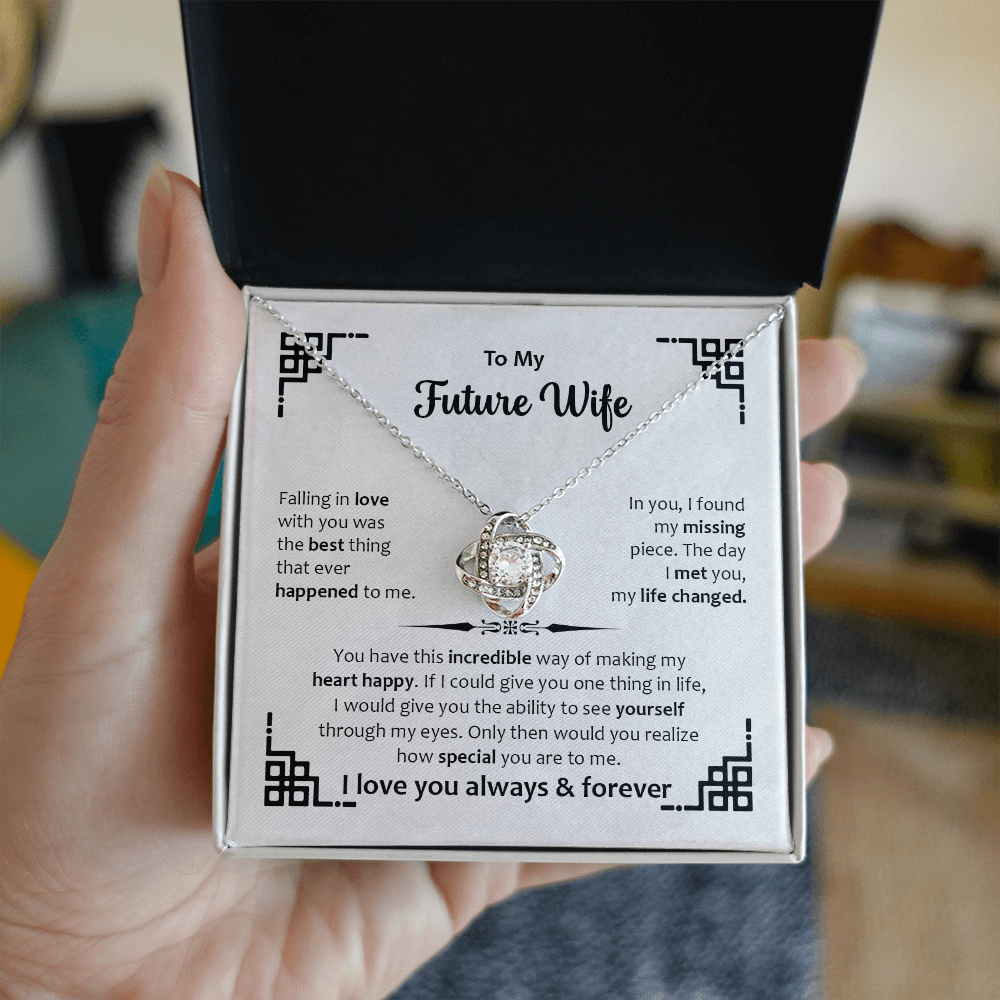 To My
Future Wife
Falling in love
with you was
the best thing
that ever
happened to me.
In you, I found
my missing
piece. The day
I met you,
my life changed.
You have this incredible way of making my
heart happy. If I could give you one thing in life,
I would give you the ability to see yourself
through my eyes. Only then would you realize
how special you are to me.
I love you always & forever